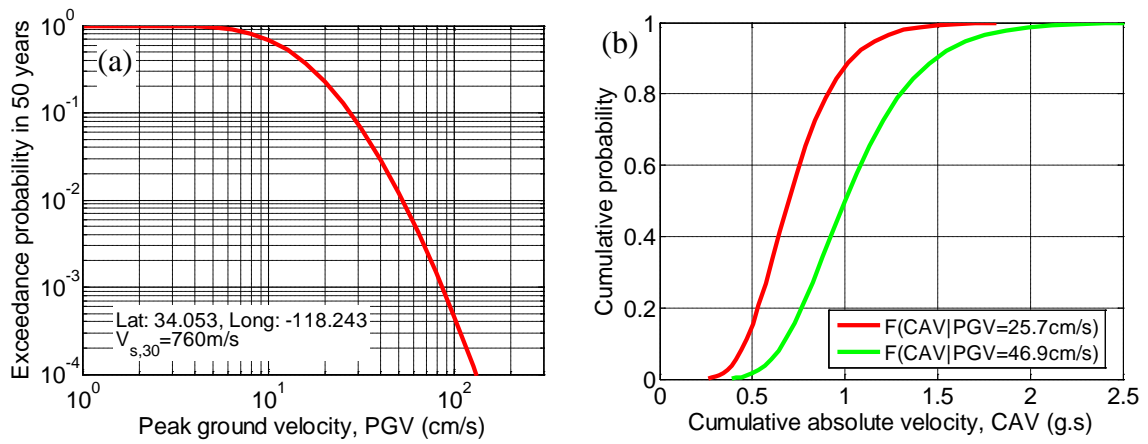 (a)
Exceedance probability in 50 years
10^0
10^-1
10^-2
10^-3
10^-4
Lat: 34.053, Long: -118.243
V_s,30=760m/s
10^0
10^1
10^2
Peak ground velocity, PGV (cm/s)
(b)
Cumulative probability
1
0.8
0.6
0.4
0.2
0
F(CAV|PGV=25.7cm/s)
F(CAV|PGV=46.9cm/s)
0
0.5
1
1.5
2
2.5
Cumulative absolute velocity, CAV (g.s)